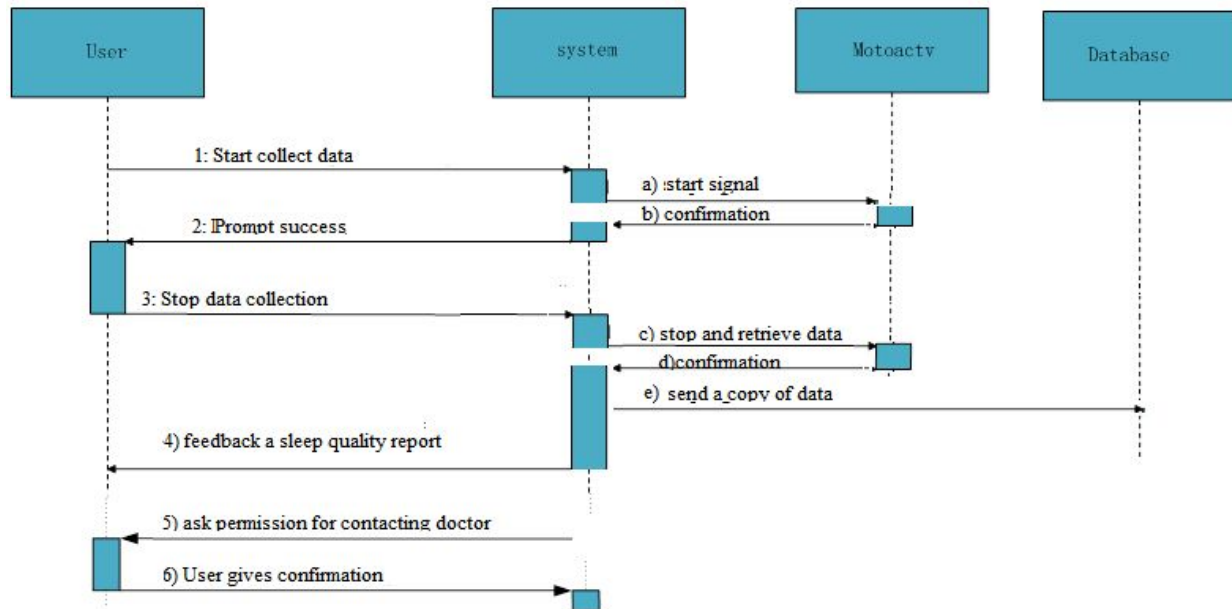 User
system
Motoactv
Database
1: Start collect data
a) start signal
b) confirmation
2: Prompt success
3: Stop data collection
c) stop and retrieve data
d)confirmation
e) send a copy of data
4) feedback a sleep quality report
5) ask permission for contacting doctor
6) User gives confirmation